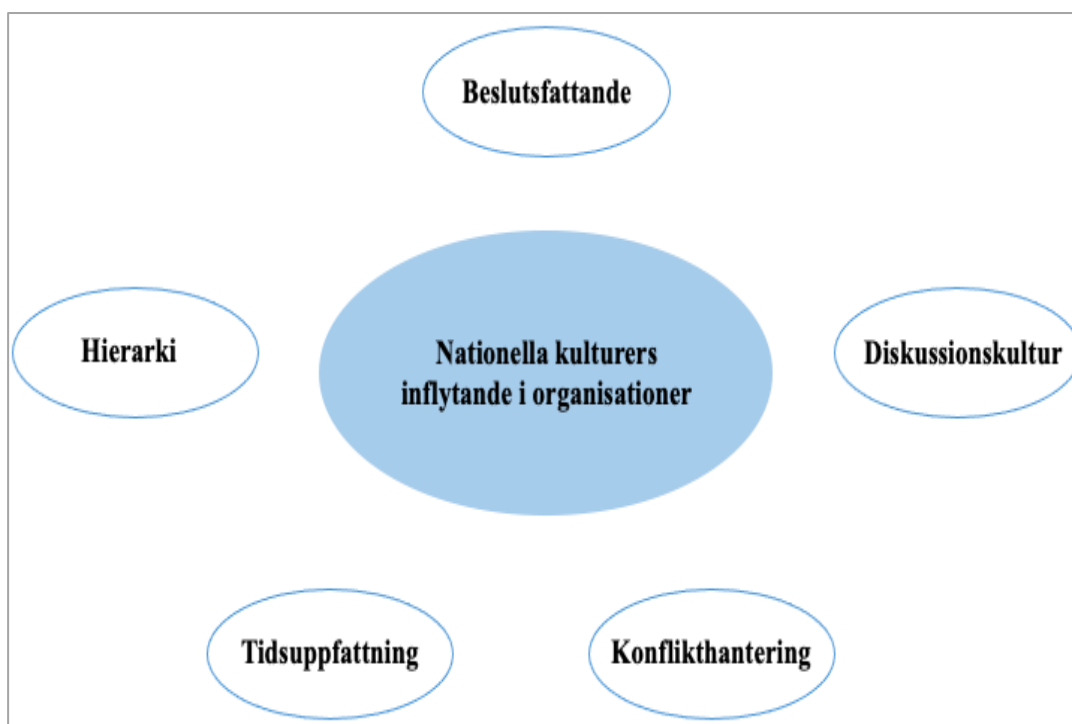 Beslutsfattande
Hierarki
Nationella kulturers
inflytande i organisationer
Diskussionskultur
Tidsuppfattning
Konflikthantering